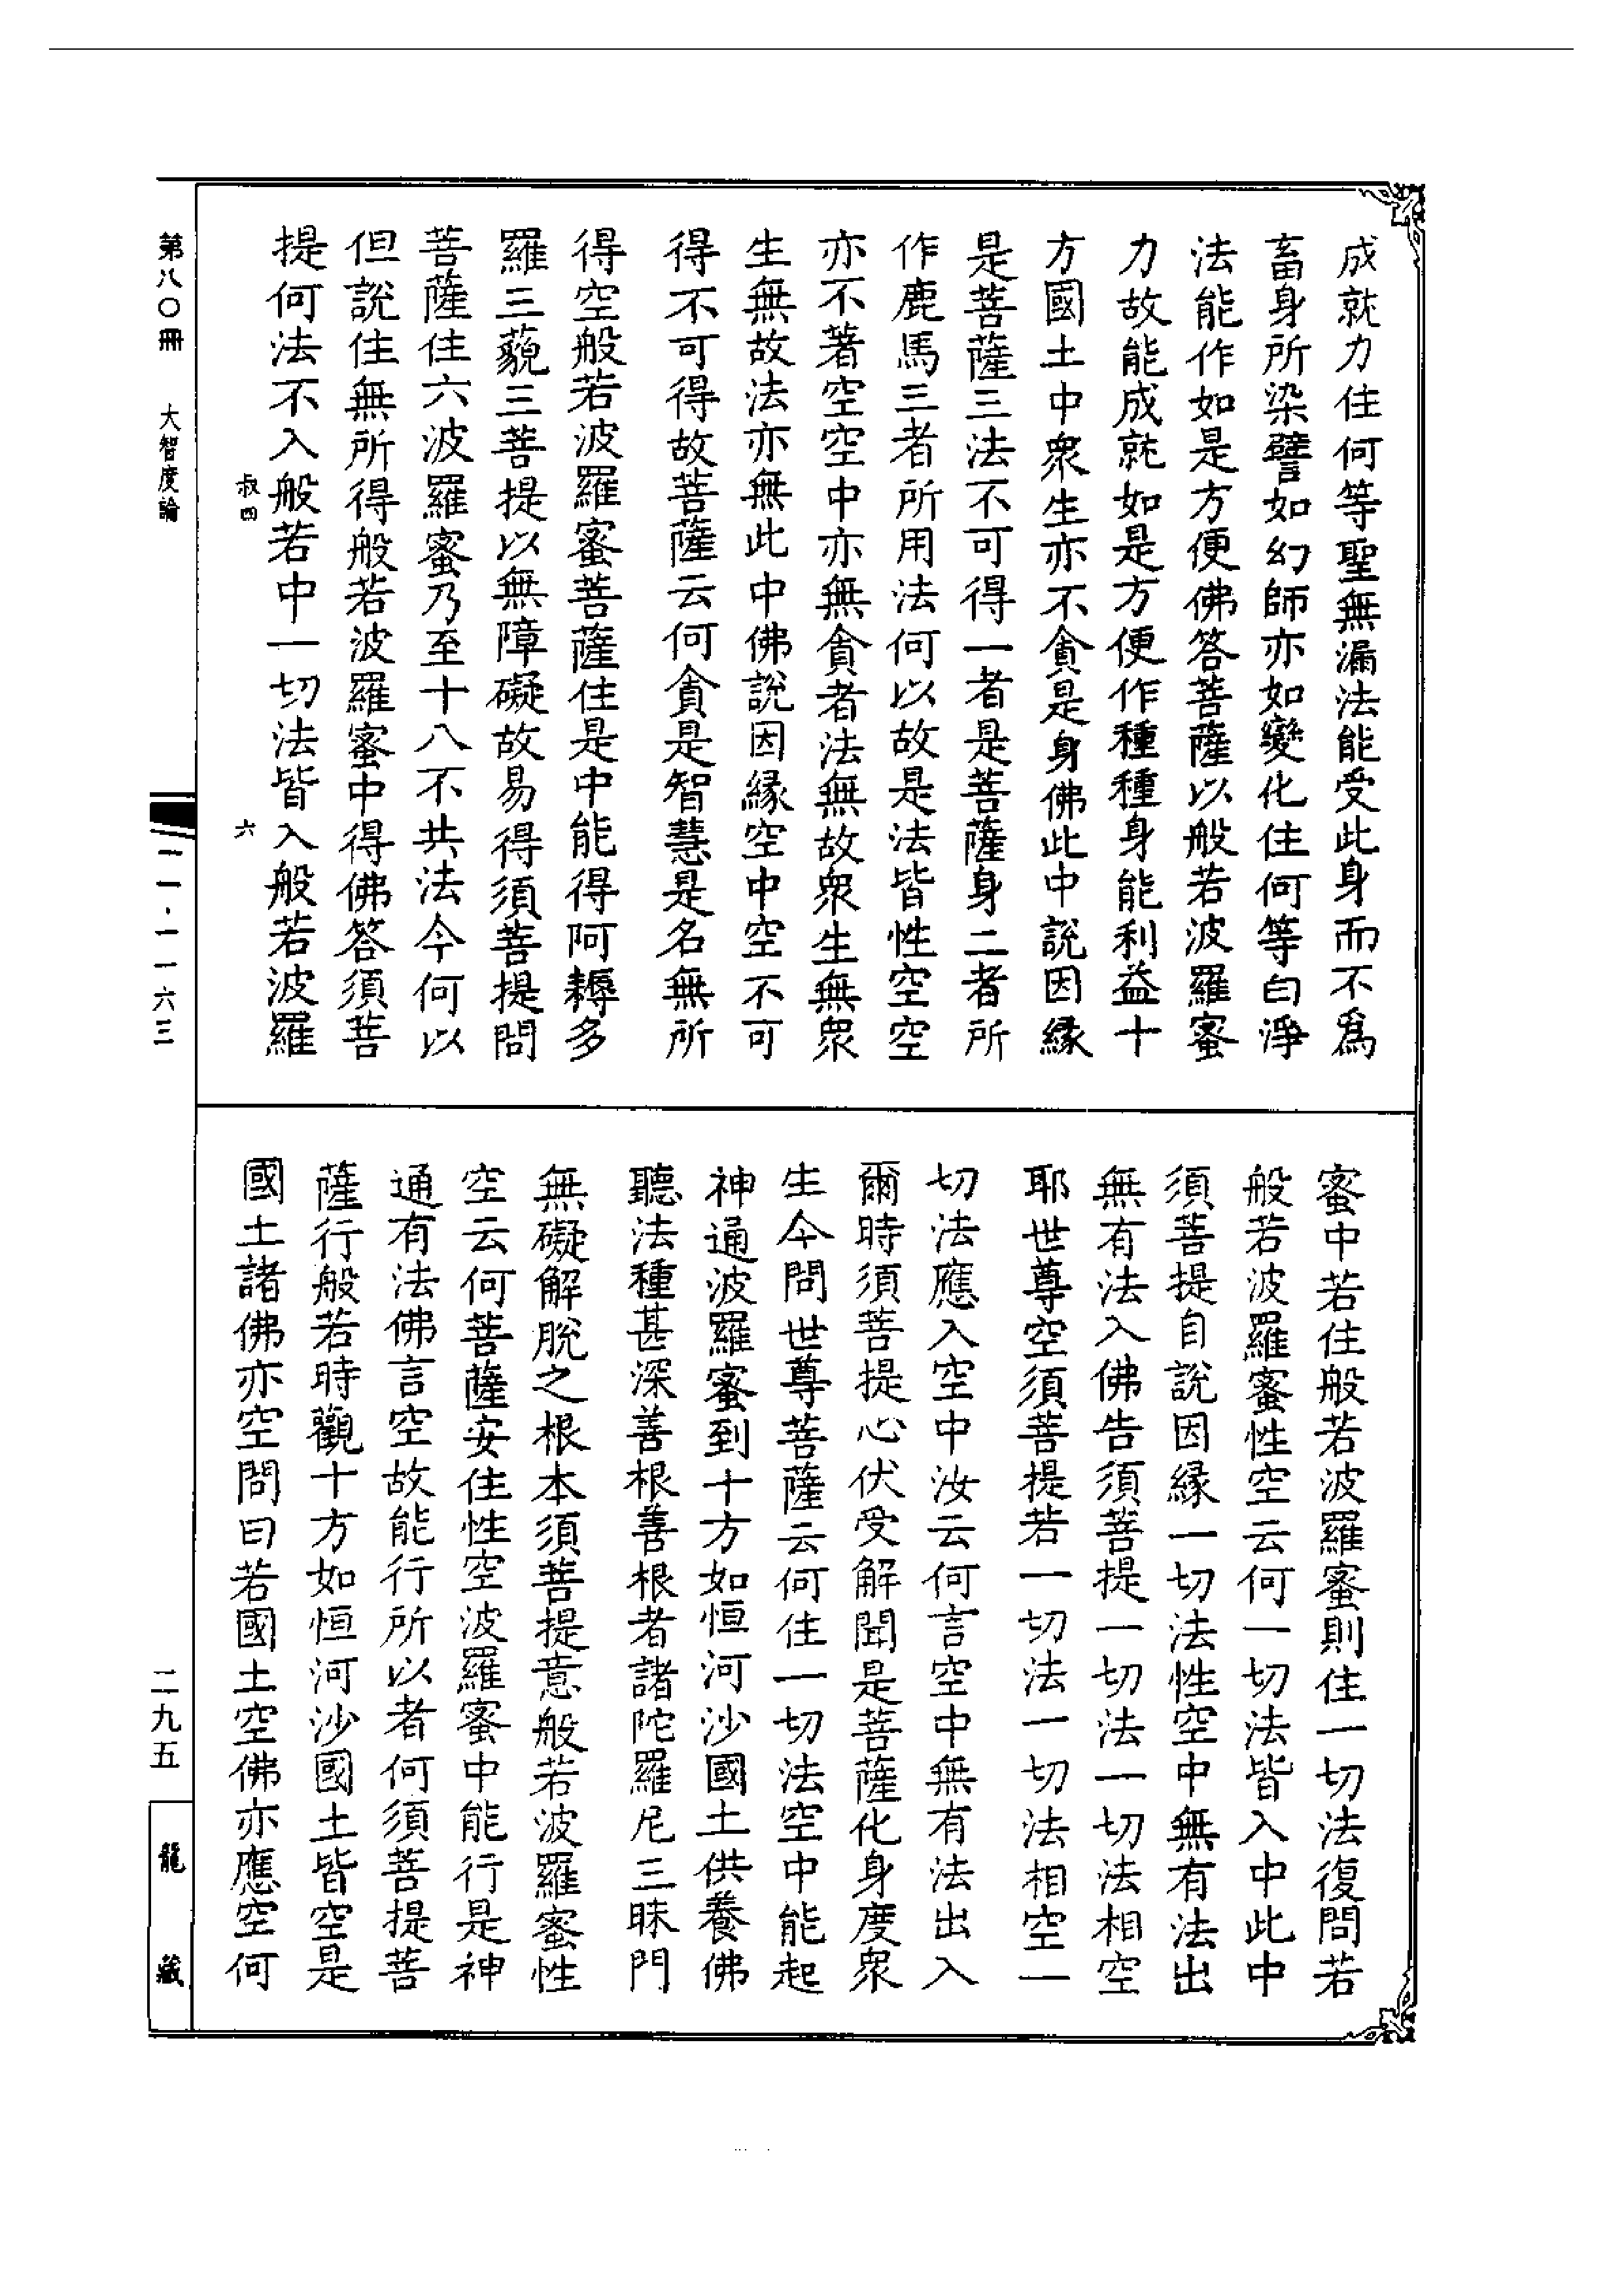 成就力住何等聖無漏法能受此身而不爲
畜身所染譬如幻師亦如變化住何等白淨
法能作如是方便佛答菩薩以般若波羅蜜
力故能成就如是方便作種種身能利益十
方國土中衆生亦不貪是身佛此中說因緣
是菩薩三法不可得一者是菩薩身二者所
作鹿馬三者所用法何以故是法皆性空空
亦不著空空中亦無貪者法無故衆生無衆
生無故法亦無此中佛說因緣空中空不可
得不可得故菩薩云何貪是智慧是名無所
得空般若波羅蜜菩薩住是中能得阿耨多
羅三藐三菩提以無障礙故易得須菩提問
菩薩住六波羅蜜乃至十八不共法今何以
但說住無所得般若波羅蜜中得佛答須菩
提何法不入般若中一切法皆入般若波羅
叔四
六
蜜中若住般若波羅蜜則住一切法復問若
般若波羅蜜性空云何一切法皆入中此中
須菩提自說因緣一切法性空中無有法出
無有法入佛告須菩提一切法一切法相空
耶世尊空須菩提若一切法一切法相空一
切法應入空中汝云何言空中無有法出入
爾時須菩提心伏受解聞是菩薩化身度衆
生今問世尊菩薩云何住一切法空中能起
神通波羅蜜到十方如恒河沙國土供養佛
聽法種甚深善根善根者諸陀羅尼三昧門
無礙解脫之根本須菩提意般若波羅蜜性
空云何菩薩安住性空波羅蜜中能行是神
通有法佛言空故能行所以者何須菩提菩
薩行般若時觀十方如恒河沙國土皆空是
國土諸佛亦空問曰若國土空佛亦應空何
第八〇冊 大智度論
二一·一一六三
二九五
龍藏